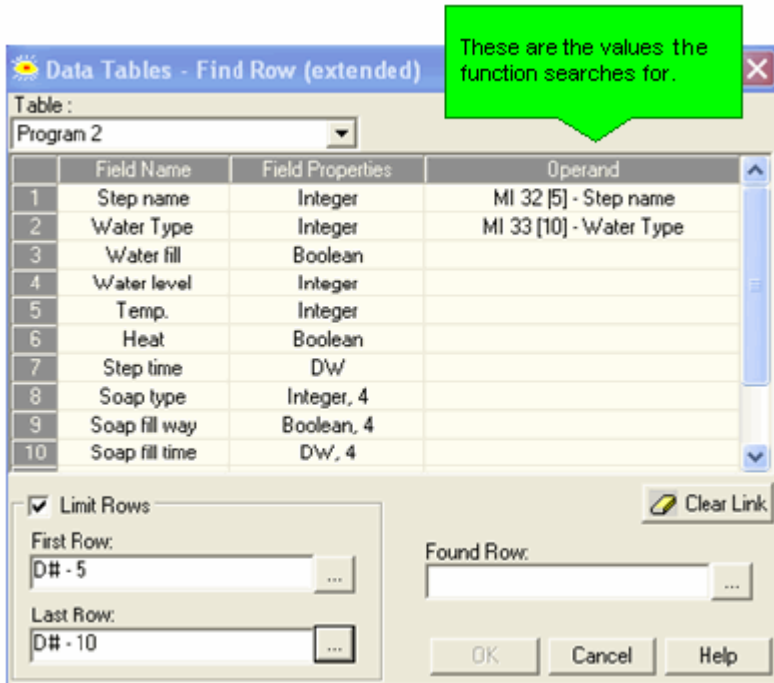 These are the values the
function searches for.
Data Tables - Find Row (extended)
Table :
Program 2
Field Name Field Properties Operand
1 Step name Integer MI 32 [5] - Step name
2 Water Type Integer MI 33 [10] - Water Type
3 Water fill Boolean
4 Water level Integer
5 Temp. Integer
6 Heat Boolean
7 Step time DW
8 Soap type Integer, 4
9 Soap fill way Boolean, 4
10 Soap fill time DW, 4
Limit Rows
Clear Link
First Row:
D# - 5
...
Found Row:
...
Last Row:
D# - 10
...
OK Cancel Help